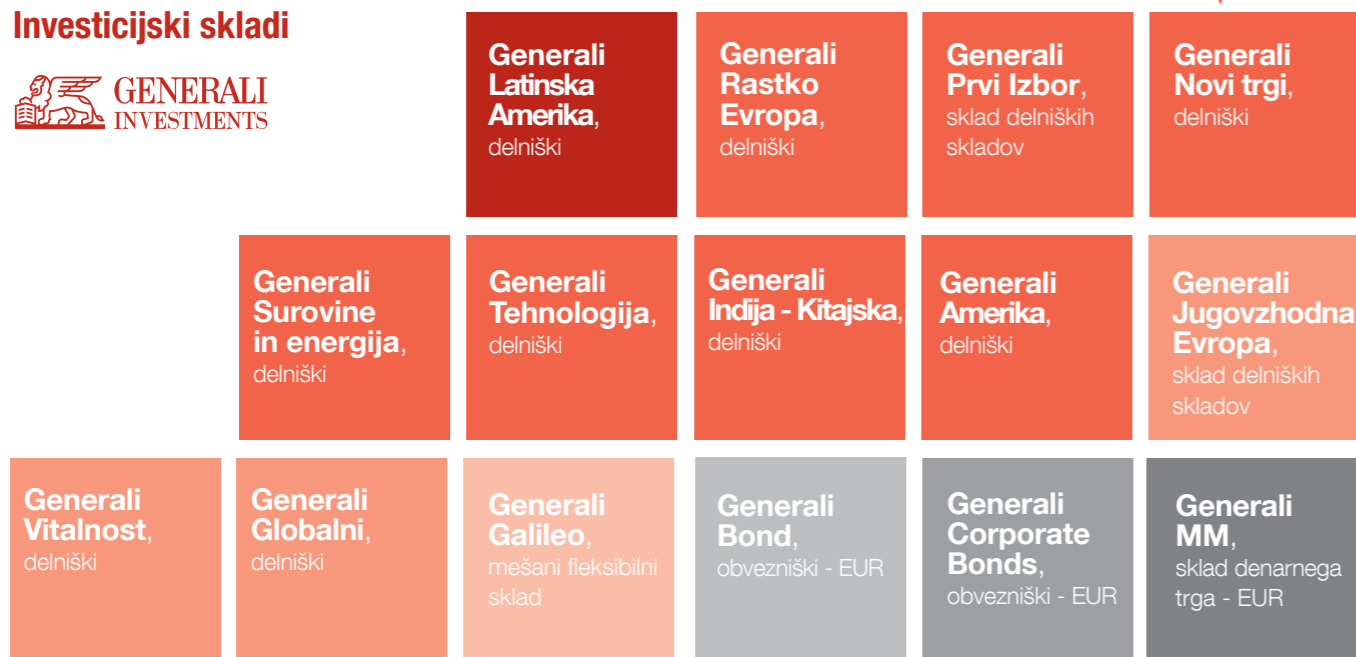 Investicijski skladi
GENERALI
INVESTMENTS
Generali
Latinska
Amerika,
delniški
Generali
Rastko
Evropa,
delniški
Generali
Prvi Izbor,
sklad delniških
skladov
Generali
Novi trgi,
delniški
Generali
Surovine
in energija,
delniški
Generali
Tehnologija,
delniški
Generali
Indija - Kitajska,
delniški
Generali
Amerika,
delniški
Generali
Jugovzhodna
Evropa,
sklad delniških
skladov
Generali
Vitalnost,
delniški
Generali
Globalni,
delniški
Generali
Galileo,
mešani fleksibilni
sklad
Generali
Bond,
obvezniški - EUR
Generali
Corporate
Bonds,
obvezniški - EUR
Generali
MM,
sklad denarnega
trga - EUR